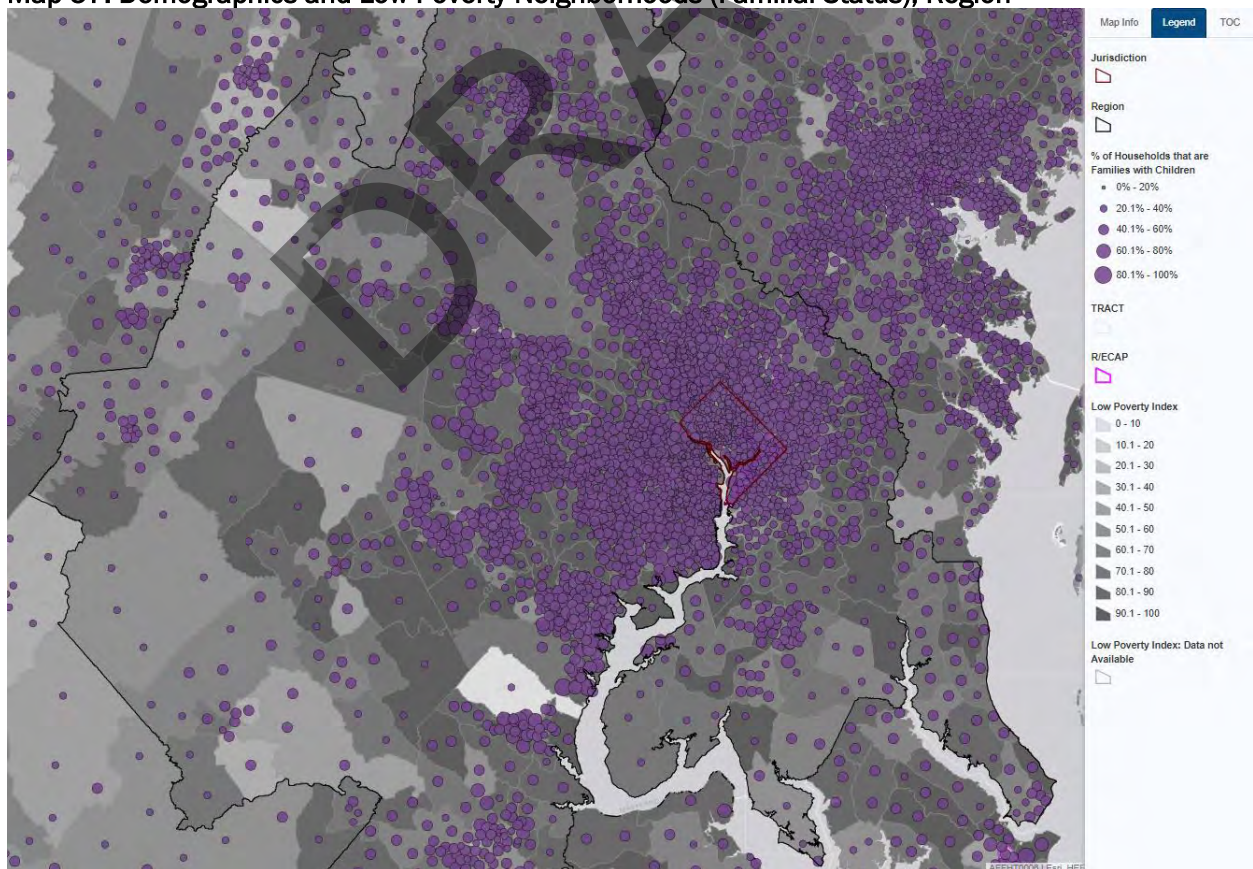 Map Demographics and Low Poverty Neighborhoods (Familial Status), Region
DRA
Map Info Legend TOC
Jurisdiction
Region
% of Households that are
Families with Children
0% - 20%
20.1% - 40%
40.1% - 60%
60.1% - 80%
80.1% - 100%
TRACT
R/ECAP
Low Poverty Index
0 - 10
10.1 - 20
20.1 - 30
30.1 - 40
40.1 - 50
50.1 - 60
60.1 - 70
70.1 - 80
80.1 - 90
90.1 - 100
Low Poverty Index: Data not
Available